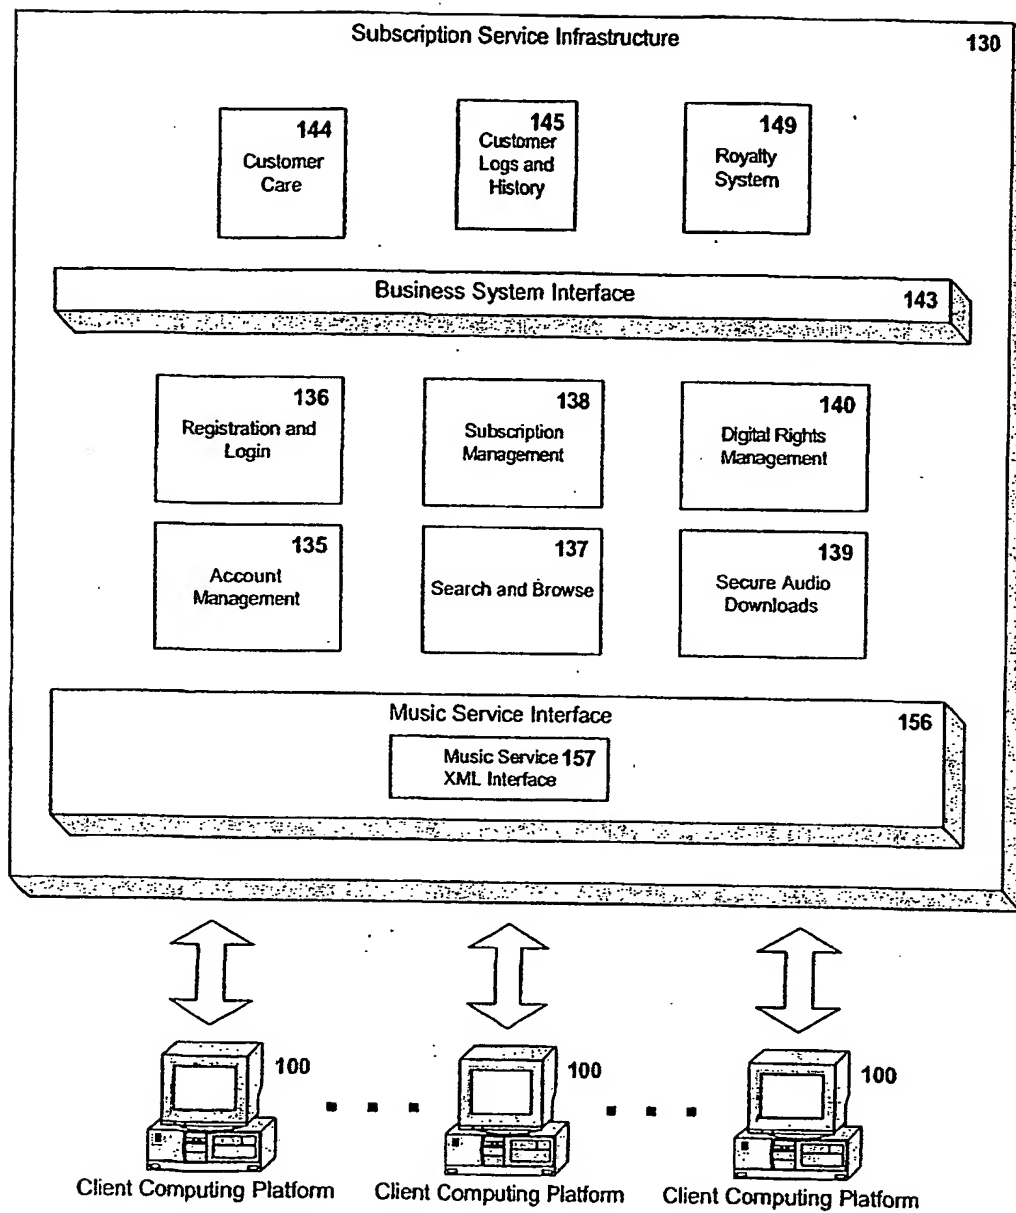 Subscription Service Infrastructure 130
144
Customer
Care
145
Customer
Logs and
History
149
Royalty
System
Business System Interface 143
136
Registration and
Login
138
Subscription
Management
140
Digital Rights
Management
135
Account
Management
137
Search and Browse
139
Secure Audio
Downloads
Music Service Interface 156
Music Service 157
XML Interface
100
Client Computing Platform
100
Client Computing Platform
100
Client Computing Platform